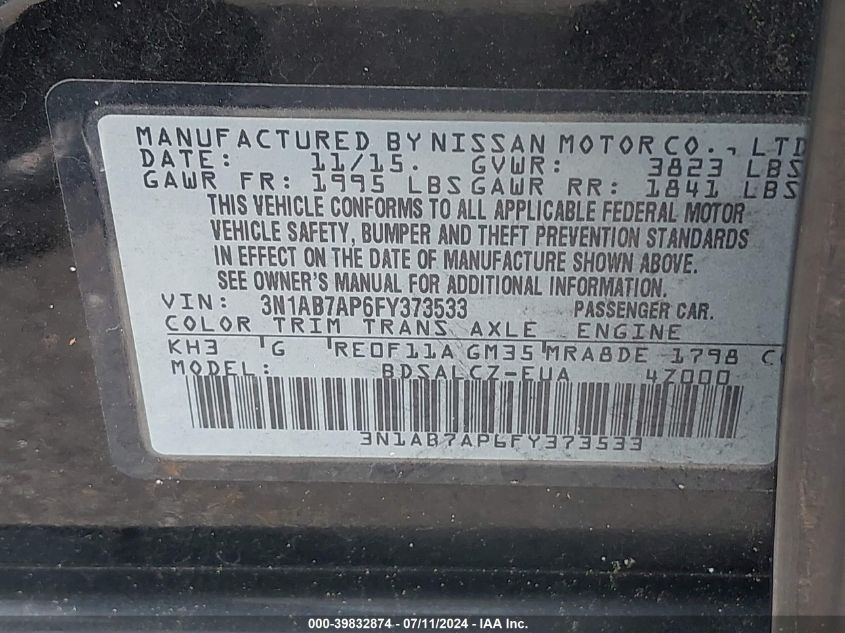 MANUFACTURED BY NISSAN MOTOR CO., LTD
DATE: 11/15. GVWR: 3823 LBS
GAWR FR: 1995 LBS GAWR RR: 1841 LBS
THIS VEHICLE CONFORMS TO ALL APPLICABLE FEDERAL MOTOR
VEHICLE SAFETY, BUMPER AND THEFT PREVENTION STANDARDS
IN EFFECT ON THE DATE OF MANUFACTURE SHOWN ABOVE.
SEE OWNER'S MANUAL FOR ADDITIONAL INFORMATION.
VIN: 3N1AB7AP6FY373533 PASSENGER CAR.
COLOR TRIM TRANS AXLE ENGINE
KH3 G RE0F11A GM35 MRA8DE 1798 C
MODEL: BDSALCZ-EUA 4Z000
3N1AB7AP6FY373533
000-39832874 - 07/11/2024 - IAA Inc.